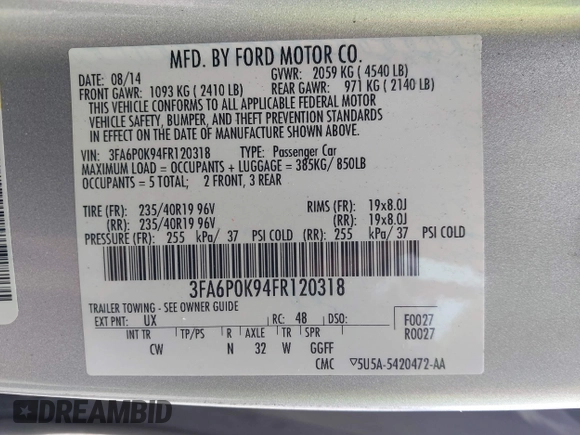 MFD. BY FORD MOTOR CO.
DATE: 08/14 GVWR: 2059 KG ( 4540 LB)
FRONT GAWR: 1093 KG ( 2410 LB) REAR GAWR: 971 KG ( 2140 LB)
THIS VEHICLE CONFORMS TO ALL APPLICABLE FEDERAL MOTOR
VEHICLE SAFETY, BUMPER, AND THEFT PREVENTION STANDARDS
IN EFFECT ON THE DATE OF MANUFACTURE SHOWN ABOVE.
VIN: 3FA6P0K94FR120318 TYPE: Passenger Car
MAXIMUM LOAD = OCCUPANTS + LUGGAGE = 385KG/ 850LB
OCCUPANTS = 5 TOTAL; 2 FRONT, 3 REAR
TIRE (FR): 235/40R19 96V RIMS (FR): 19x8.0J
(RR): 235/40R19 96V (RR): 19x8.0J
PRESSURE (FR): 255 kPa/ 37 PSI COLD (RR): 255 kPa/ 37 PSI COLD
3FA6P0K94FR120318
TRAILER TOWING - SEE OWNER GUIDE
EXT PNT: UX RC: 48 DSO: F0027
R0027
INT TR TP/PS R AXLE TR SPR
CW N 32 W GGFF
CMC ▽5U5A-5420472-AA
DREAMBID